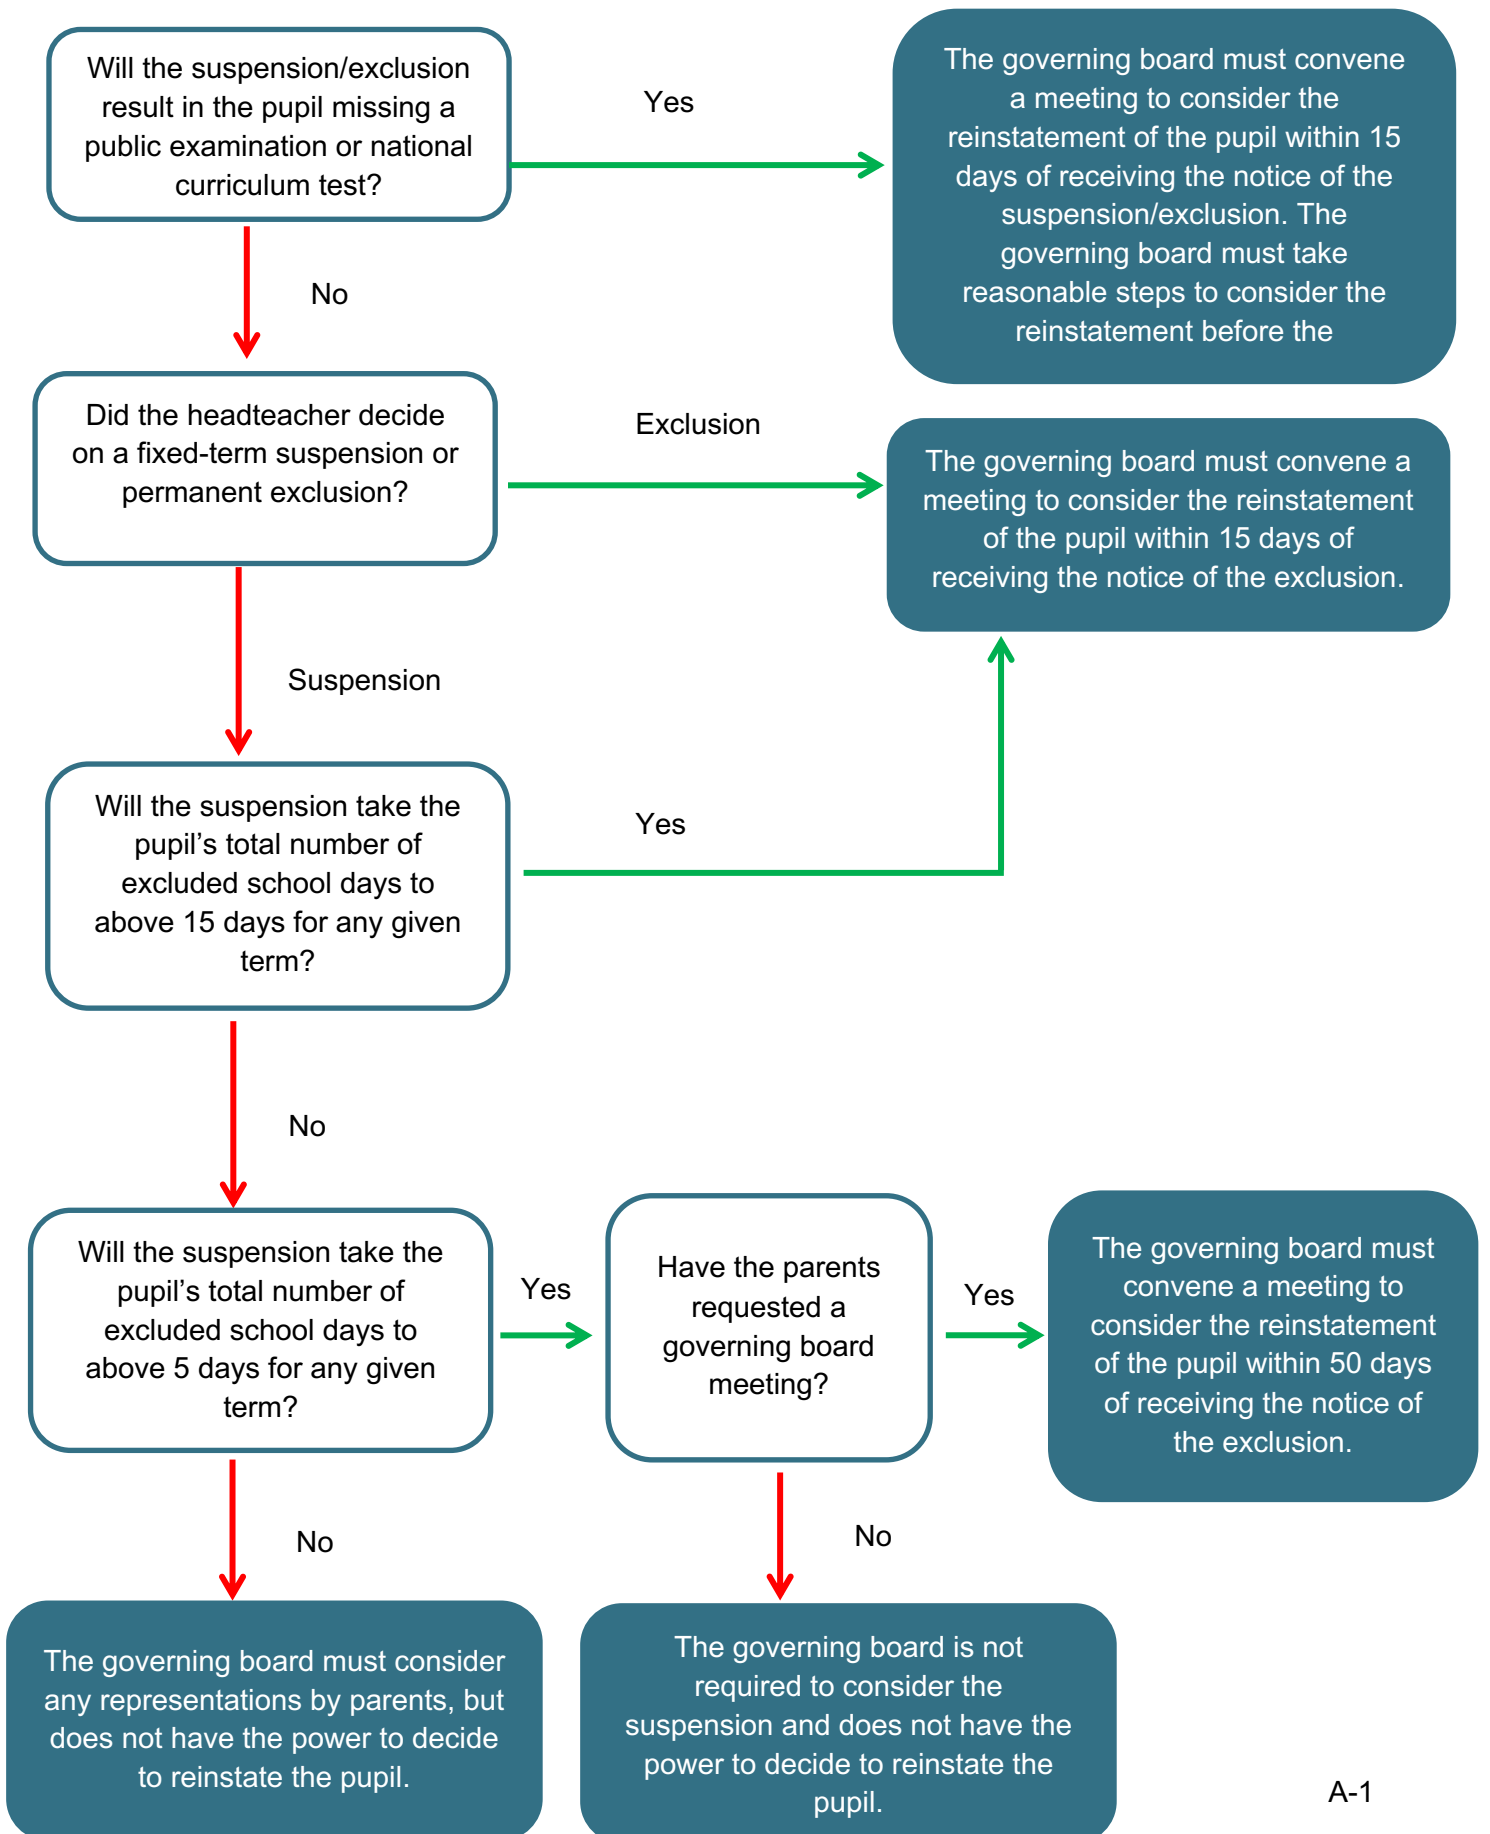 Will the suspension/exclusion
result in the pupil missing a
public examination or national
curriculum test?
Yes
The governing board must convene
a meeting to consider the
reinstatement of the pupil within 15
days of receiving the notice of the
suspension/exclusion. The
governing board must take
reasonable steps to consider the
reinstatement before the
No
Did the headteacher decide
on a fixed-term suspension or
permanent exclusion?
Exclusion
The governing board must convene a
meeting to consider the reinstatement
of the pupil within 15 days of
receiving the notice of the exclusion.
Suspension
Will the suspension take the
pupil’s total number of
excluded school days to
above 15 days for any given
term?
Yes
No
Will the suspension take the
pupil’s total number of
excluded school days to
above 5 days for any given
term?
Yes
Have the parents
requested a
governing board
meeting?
Yes
The governing board must
convene a meeting to
consider the reinstatement
of the pupil within 50 days
of receiving the notice of
the exclusion.
No
No
The governing board must consider
any representations by parents, but
does not have the power to decide
to reinstate the pupil.
The governing board is not
required to consider the
suspension and does not have the
power to decide to reinstate the
pupil.
A-1